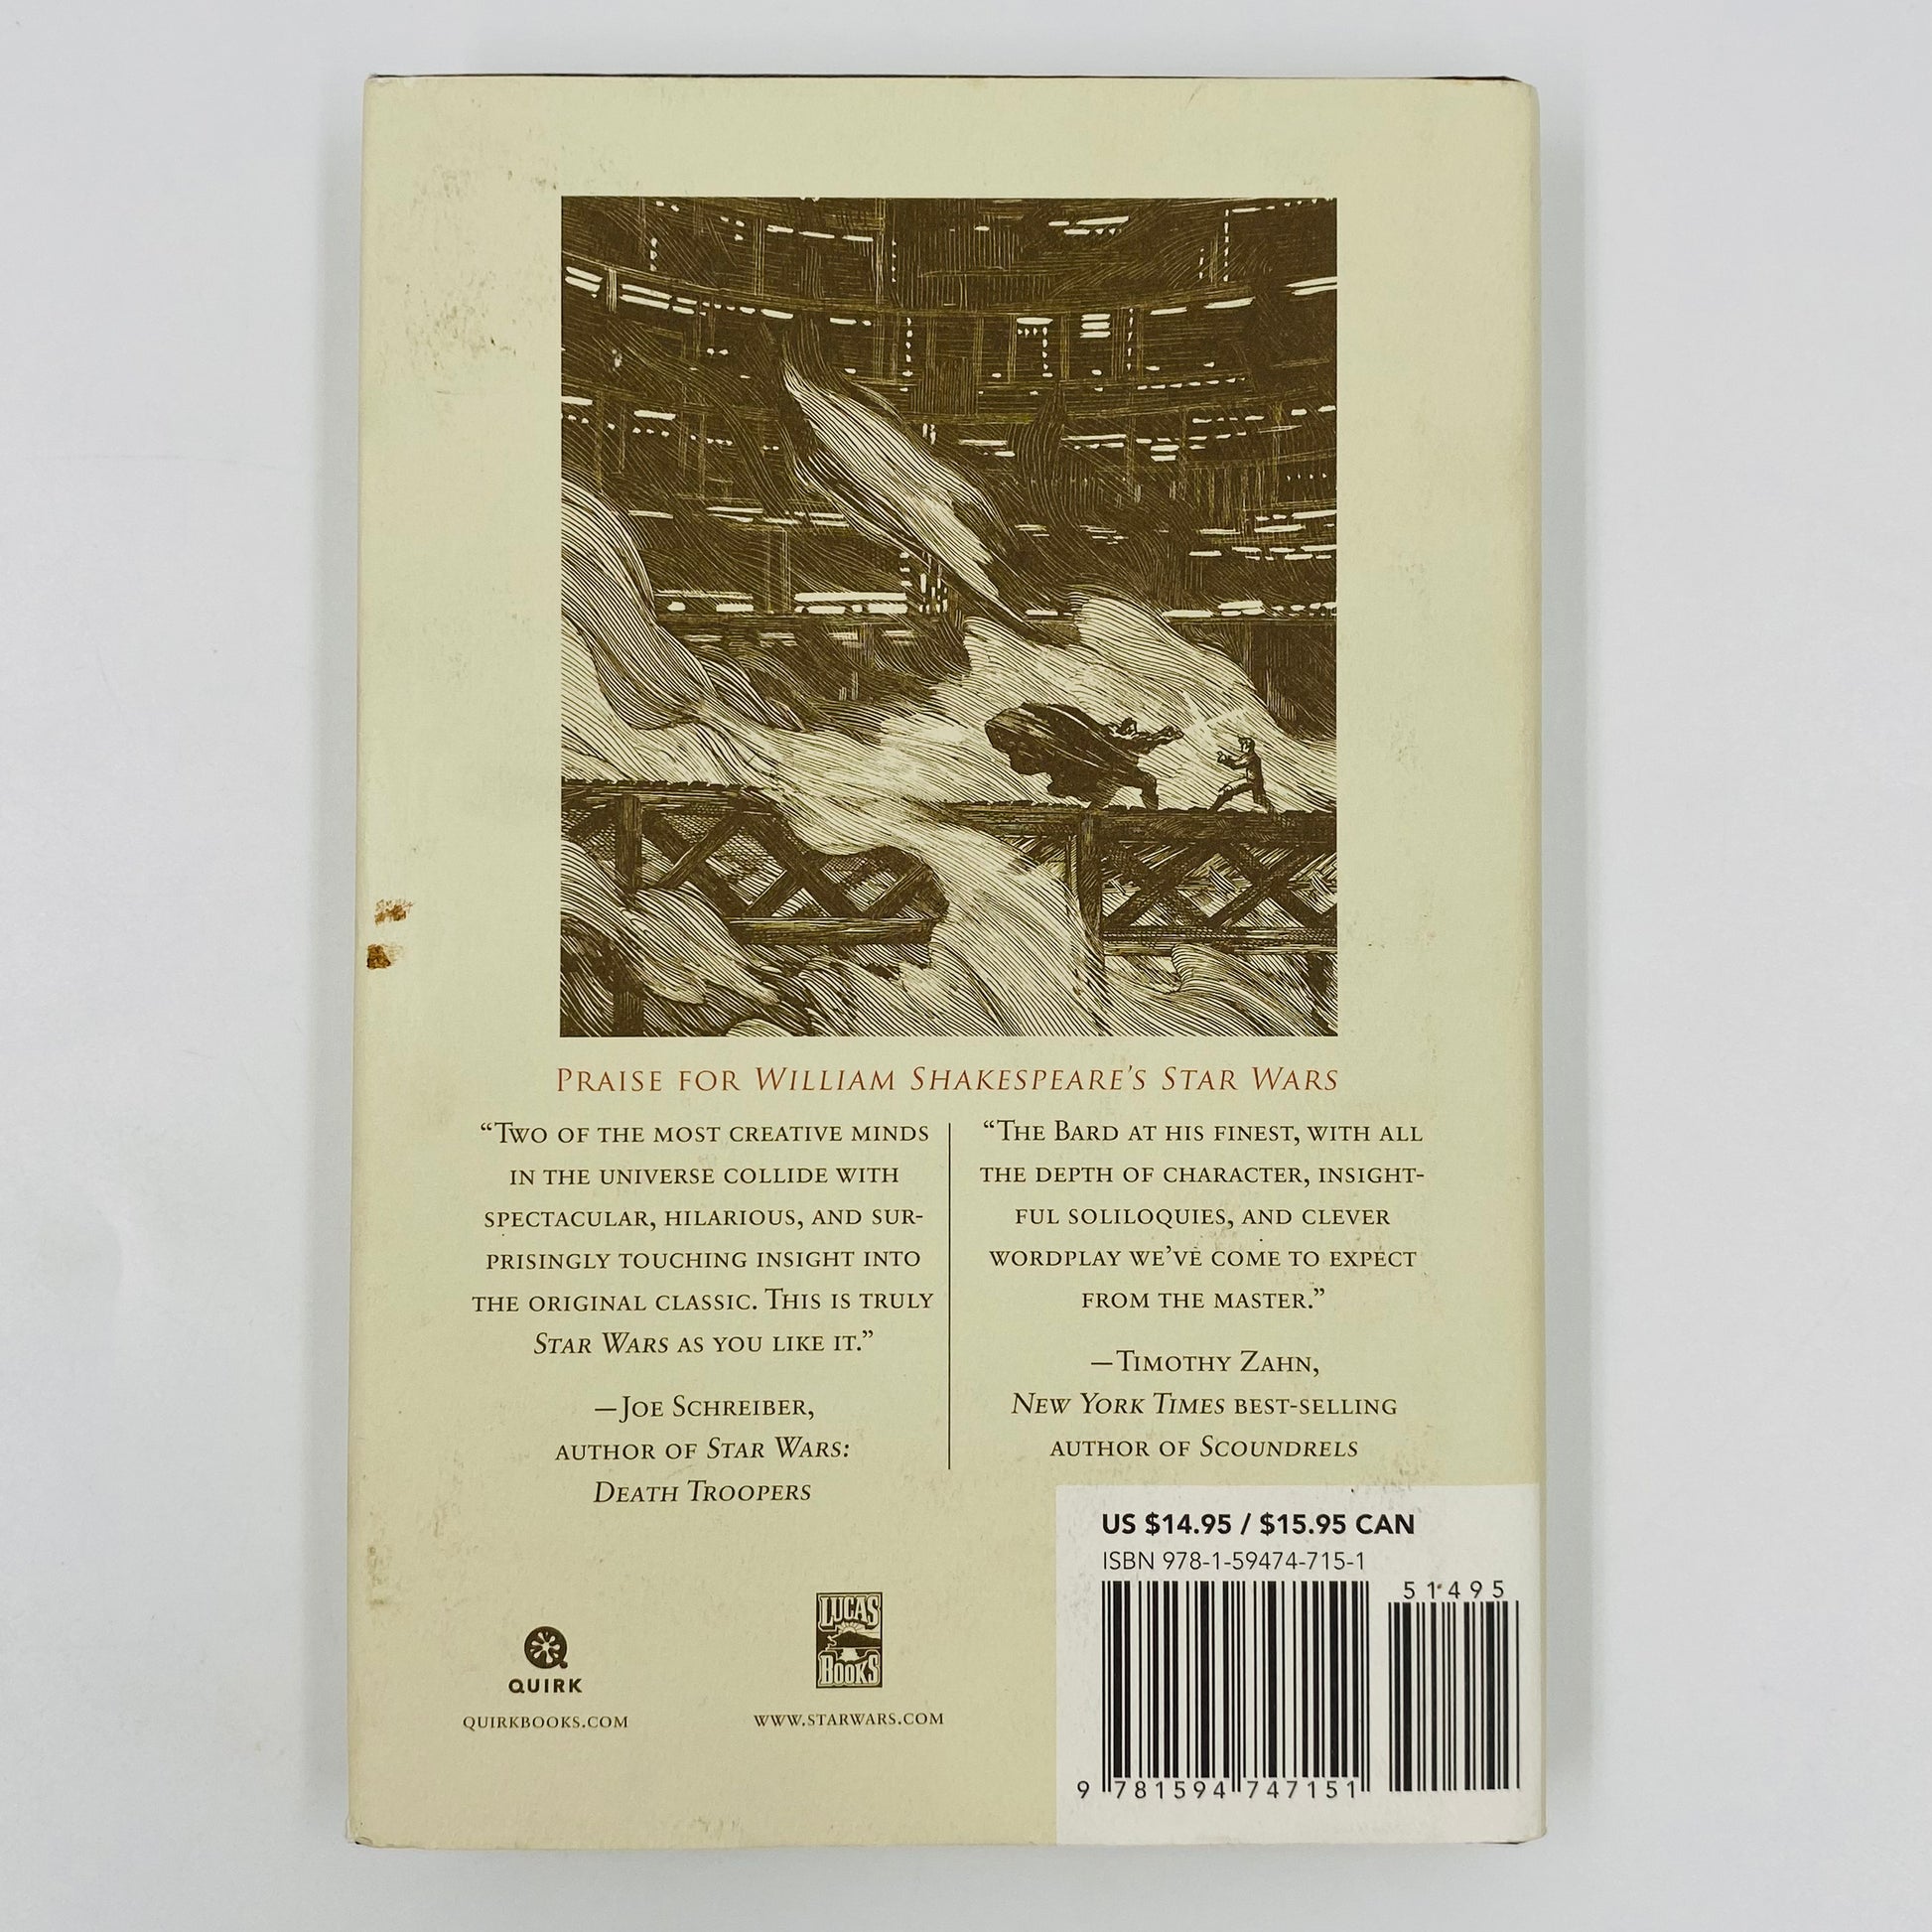 Praise for William Shakespeare's Star Wars
“Two of the most creative minds
in the universe collide with
spectacular, hilarious, and sur-
prisingly touching insight into
the original classic. This is truly
Star Wars as you like it.”
—Joe Schreiber,
author of Star Wars:
Death Troopers
“The Bard at his finest, with all
the depth of character, insight-
ful soliloquies, and clever
wordplay we’ve come to expect
from the master.”
—Timothy Zahn,
New York Times best-selling
author of Scoundrels
QUIRK
quirkbooks.com
LUCAS
BOOKS
www.starwars.com
US $14.95 / $15.95 CAN
ISBN 978-1-59474-715-1
51495
9 781594 747151